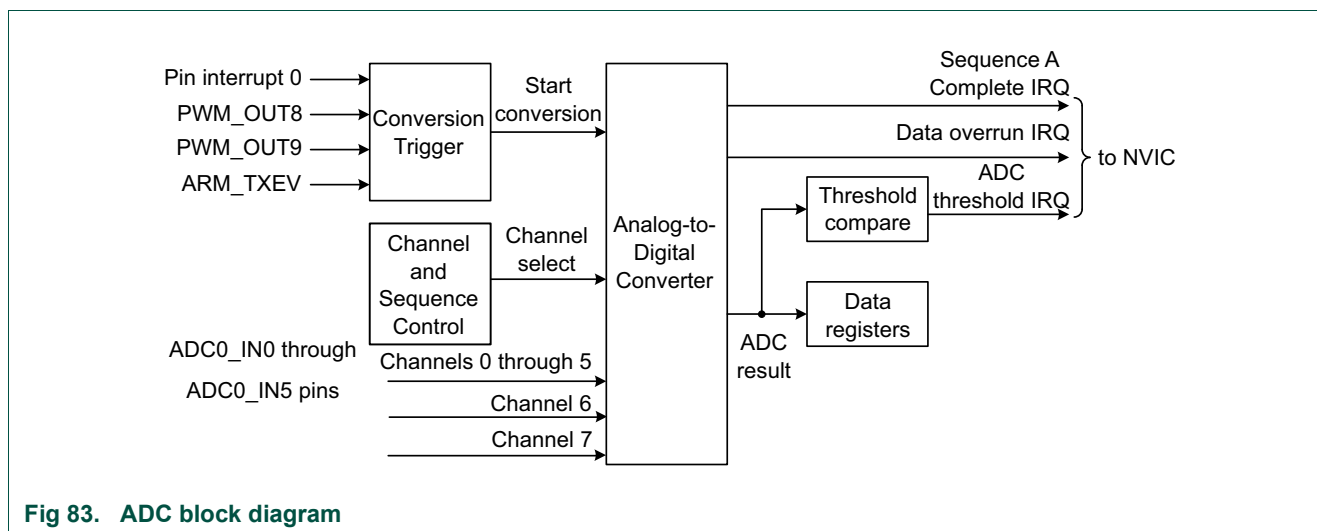 Pin interrupt 0
PWM_OUT8
PWM_OUT9
ARM_TXEV
Conversion
Trigger
Start
conversion
Channel
and
Sequence
Control
Channel
select
ADC0_IN0 through
ADC0_IN5 pins
Channels 0 through 5
Channel 6
Channel 7
Analog-to-
Digital
Converter
Sequence A
Complete IRQ
Data overrun IRQ
ADC
threshold IRQ
to NVIC
Threshold
compare
Data
registers
ADC
result
Fig 83. ADC block diagram